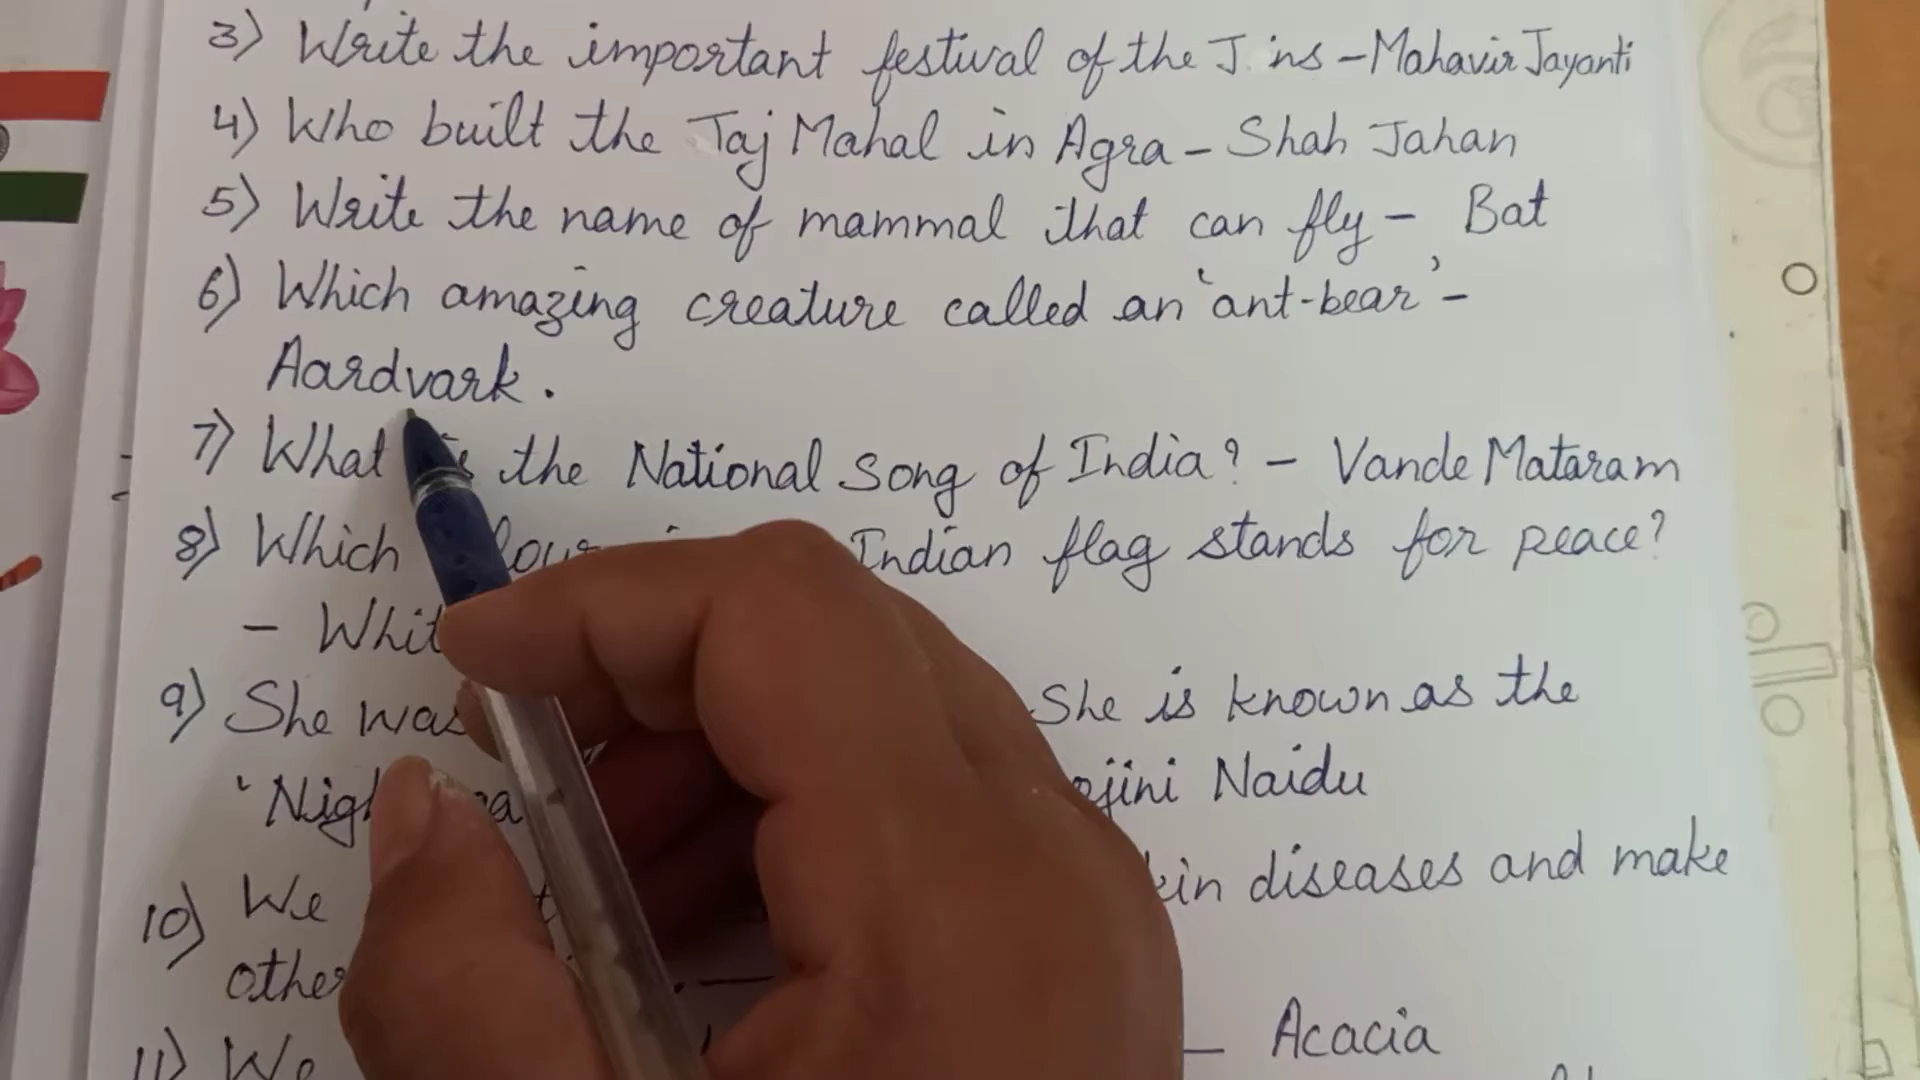 3) Write the important festival of the J ins - Mahavir Jayanti
4) Who built the Taj Mahal in Agra - Shah Jahan
5) Write the name of mammal that can fly - Bat
6) Which amazing creature called an 'ant-bear' -
Aardvark.
7) What is the National Song of India? - Vande Mataram
8) Which Indian flag stands for peace?
- Whit
9) She was She is known as the
'Nigh Naidu
10) We diseases and make
other
11) We - Acacia